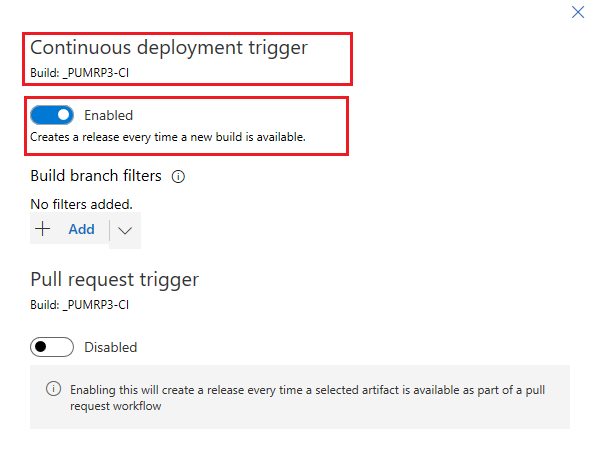 Continuous deployment trigger
Build: _PUMRP3-CI
Enabled
Creates a release every time a new build is available.
Build branch filters
No filters added.
Add
Pull request trigger
Build: _PUMRP3-CI
Disabled
Enabling this will create a release every time a selected artifact is available as part of a pull
request workflow